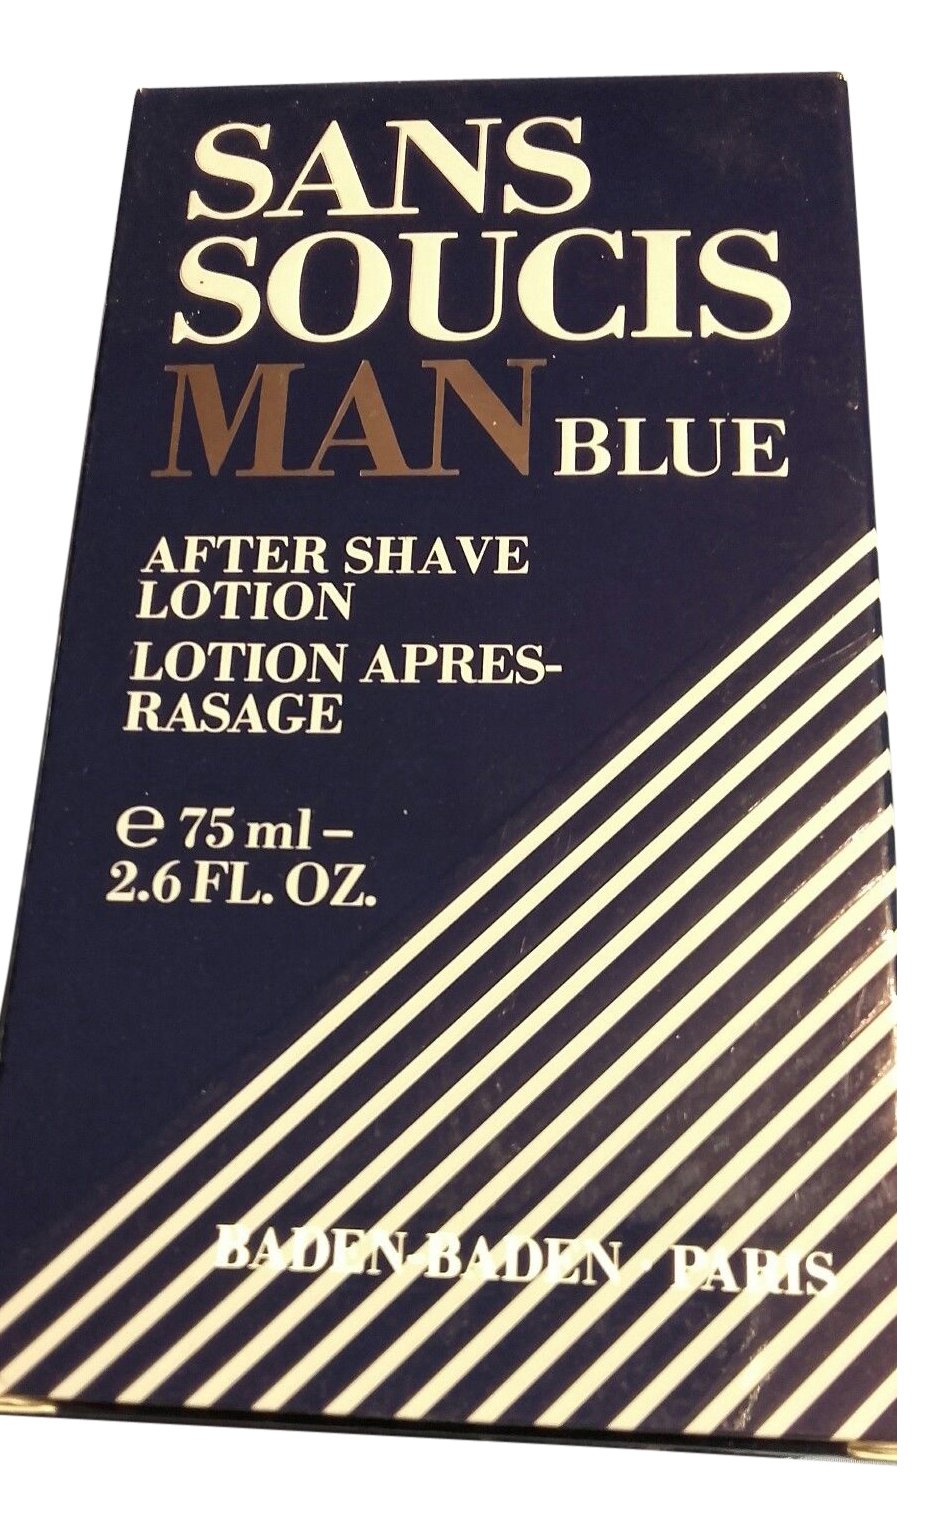 SANS
SOUCIS
MAN BLUE
AFTER SHAVE
LOTION
LOTION APRES-
RASAGE
℮ 75 ml –
2.6 FL. OZ.
BADEN-BADEN · PARIS